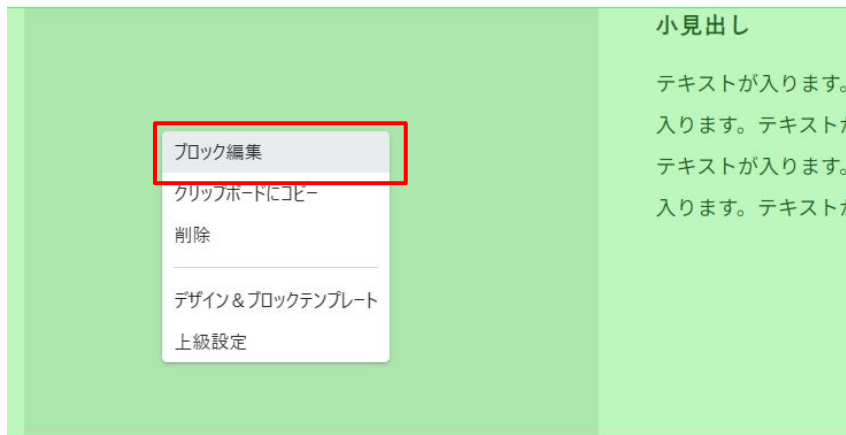 小見出し
テキストが入ります。
入ります。テキスト
テキストが入ります。
入ります。テキスト
ブロック編集
クリップボードにコピー
削除
デザイン＆ブロックテンプレート
上級設定